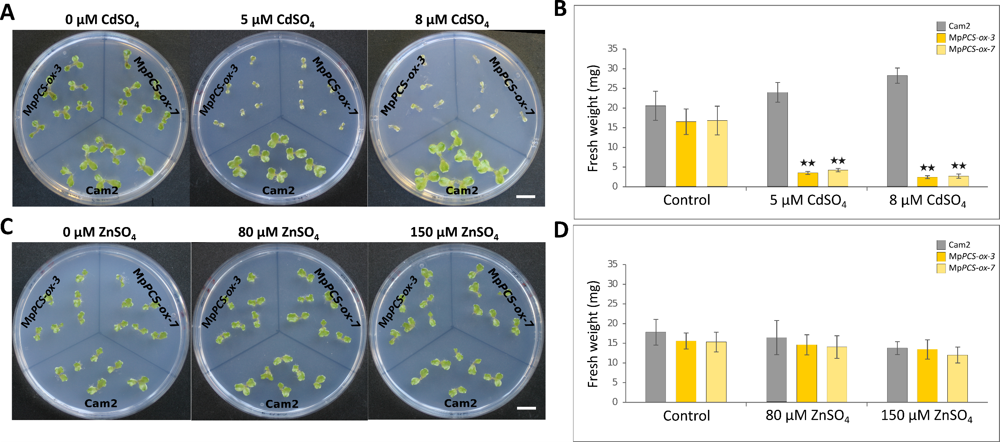 A
0 µM CdSO4
5 µM CdSO4
8 µM CdSO4
MpPCS-ox-3
MpPCS-ox-7
Cam2
MpPCS-ox-3
MpPCS-ox-7
Cam2
MpPCS-ox-3
MpPCS-ox-7
Cam2
B
Cam2
MpPCS-ox-3
MpPCS-ox-7
Fresh weight (mg)
35
30
25
20
15
10
5
0
★★
★★
★★
★★
Control
5 µM CdSO4
8 µM CdSO4
C
0 µM ZnSO4
80 µM ZnSO4
150 µM ZnSO4
MpPCS-ox-3
MpPCS-ox-7
Cam2
MpPCS-ox-3
MpPCS-ox-7
Cam2
MpPCS-ox-3
MpPCS-ox-7
Cam2
D
Cam2
MpPCS-ox-3
MpPCS-ox-7
Fresh weight (mg)
35
30
25
20
15
10
5
0
Control
80 µM ZnSO4
150 µM ZnSO4